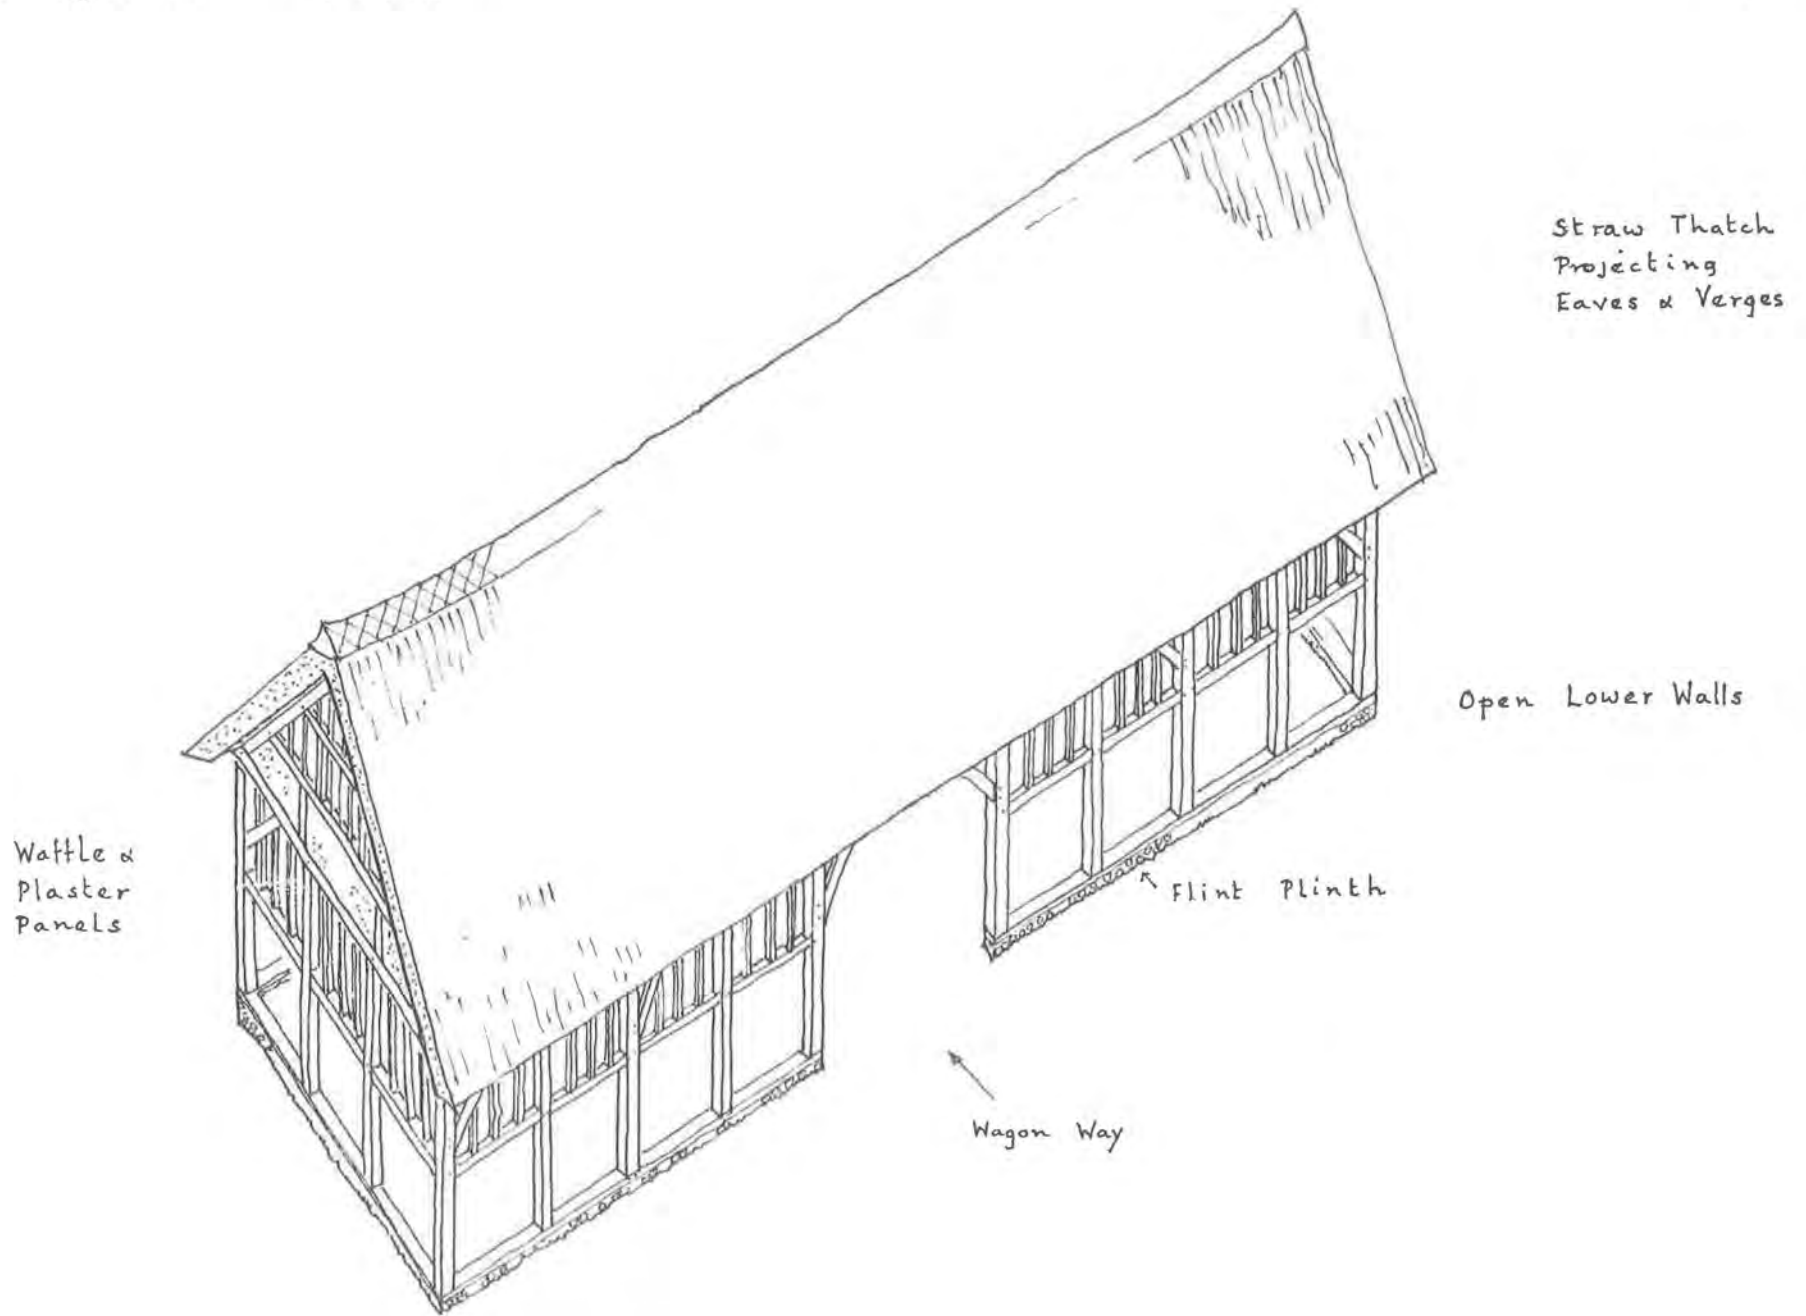 Straw Thatch
Projecting
Eaves & Verges
Open Lower Walls
Wattle &
Plaster
Panels
Flint Plinth
Wagon Way